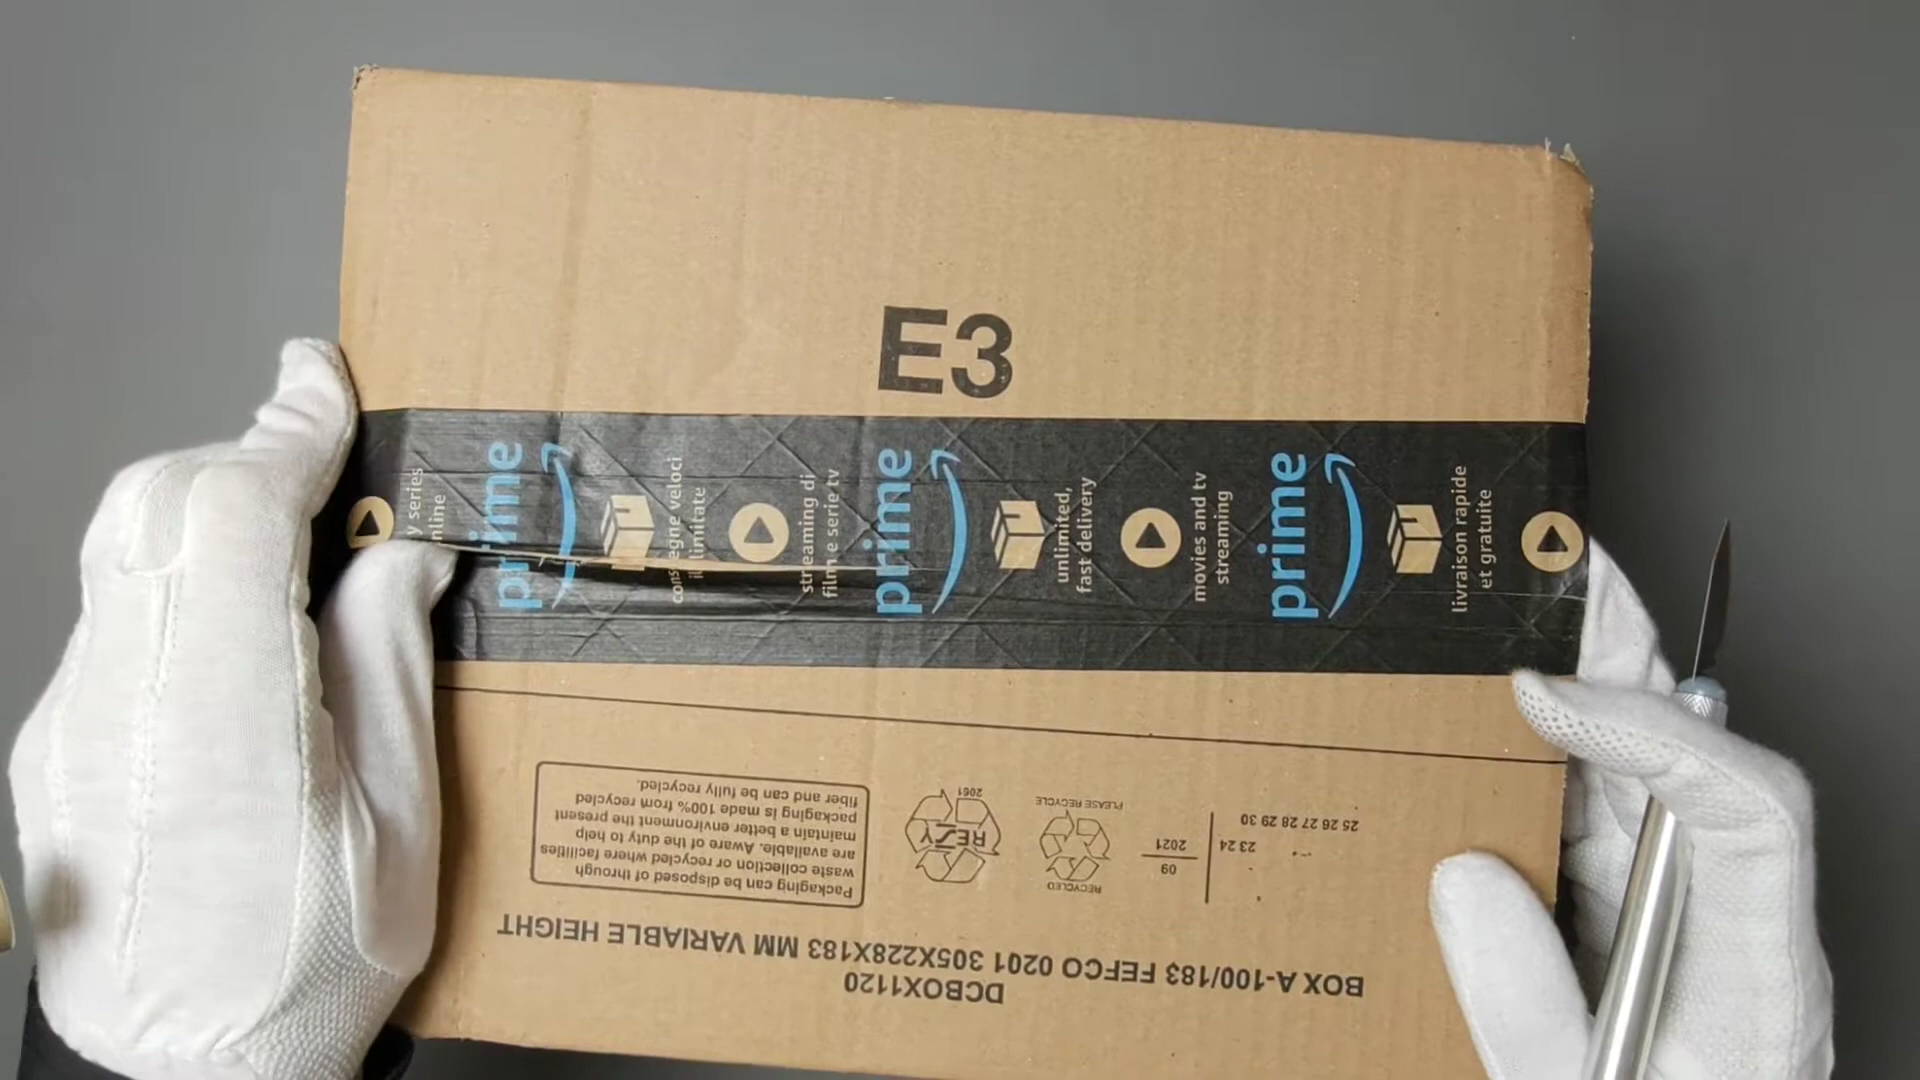 E3
y series
nline
prime
consegne veloci
illimitate
streaming di
film e serie tv
prime
unlimited,
fast delivery
movies and tv
streaming
prime
livraison rapide
et gratuite
BOX A-100/183 FEFCO 0201 305X228X183 MM VARIABLE HEIGHT
DCBOX1120
Packaging can be disposed of through
waste collection or recycled where facilities
are available. Aware of the duty to help
maintain a better environment the present
packaging is made 100% from recycled
fiber and can be fully recycled.
RESY
2061
RECYCLED
PLEASE RECYCLE
09
2021
23 24
25 26 27 28 29 30